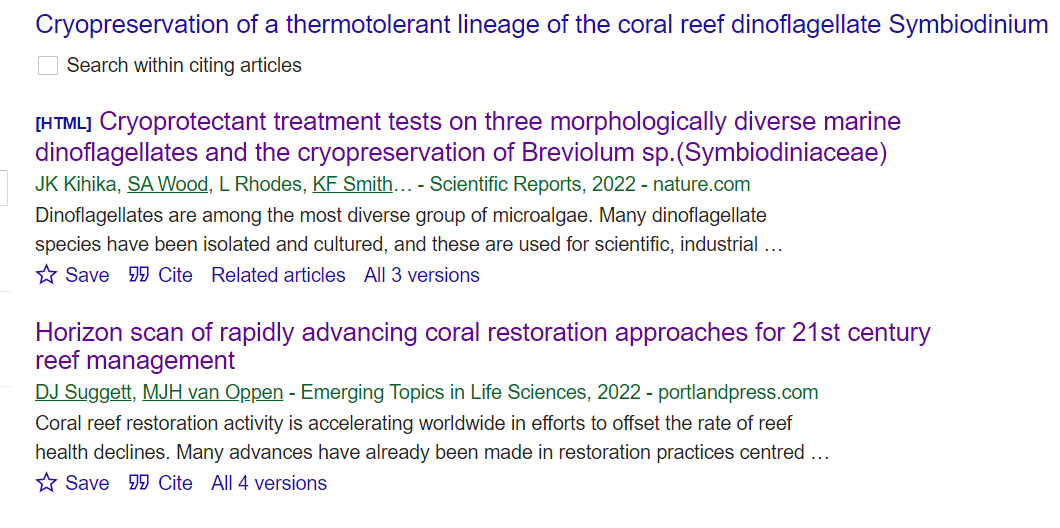 Cryopreservation of a thermotolerant lineage of the coral reef dinoflagellate Symbiodinium
Search within citing articles
[HTML] Cryoprotectant treatment tests on three morphologically diverse marine
dinoflagellates and the cryopreservation of Breviolum sp.(Symbiodiniaceae)
JK Kihika, SA Wood, L Rhodes, KF Smith… - Scientific Reports, 2022 - nature.com
Dinoflagellates are among the most diverse group of microalgae. Many dinoflagellate
species have been isolated and cultured, and these are used for scientific, industrial …
Save Cite Related articles All 3 versions
Horizon scan of rapidly advancing coral restoration approaches for 21st century
reef management
DJ Suggett, MJH van Oppen - Emerging Topics in Life Sciences, 2022 - portlandpress.com
Coral reef restoration activity is accelerating worldwide in efforts to offset the rate of reef
health declines. Many advances have already been made in restoration practices centred …
Save Cite All 4 versions